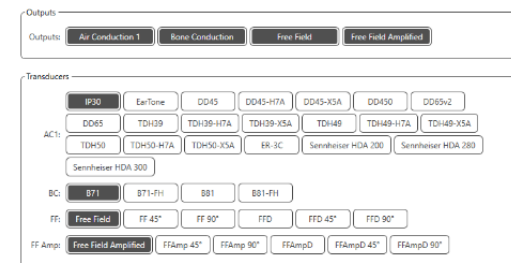 Outputs
Outputs: Air Conduction 1 Bone Conduction Free Field Free Field Amplified
Transducers
IP30 EarTone DD45 DD45-H7A DD45-X5A DD450 DD65v2
AC1: DD65 TDH39 TDH39-H7A TDH39-X5A TDH49 TDH49-H7A TDH49-X5A
TDH50 TDH50-H7A TDH50-X5A ER-3C Sennheiser HDA 200 Sennheiser HDA 280
Sennheiser HDA 300
BC: B71 B71-FH B81 B81-FH
FF: Free Field FF 45° FF 90° FFD FFD 45° FFD 90°
FF Amp: Free Field Amplified FFAmp 45° FFAmp 90° FFAmpD FFAmpD 45° FFAmpD 90°